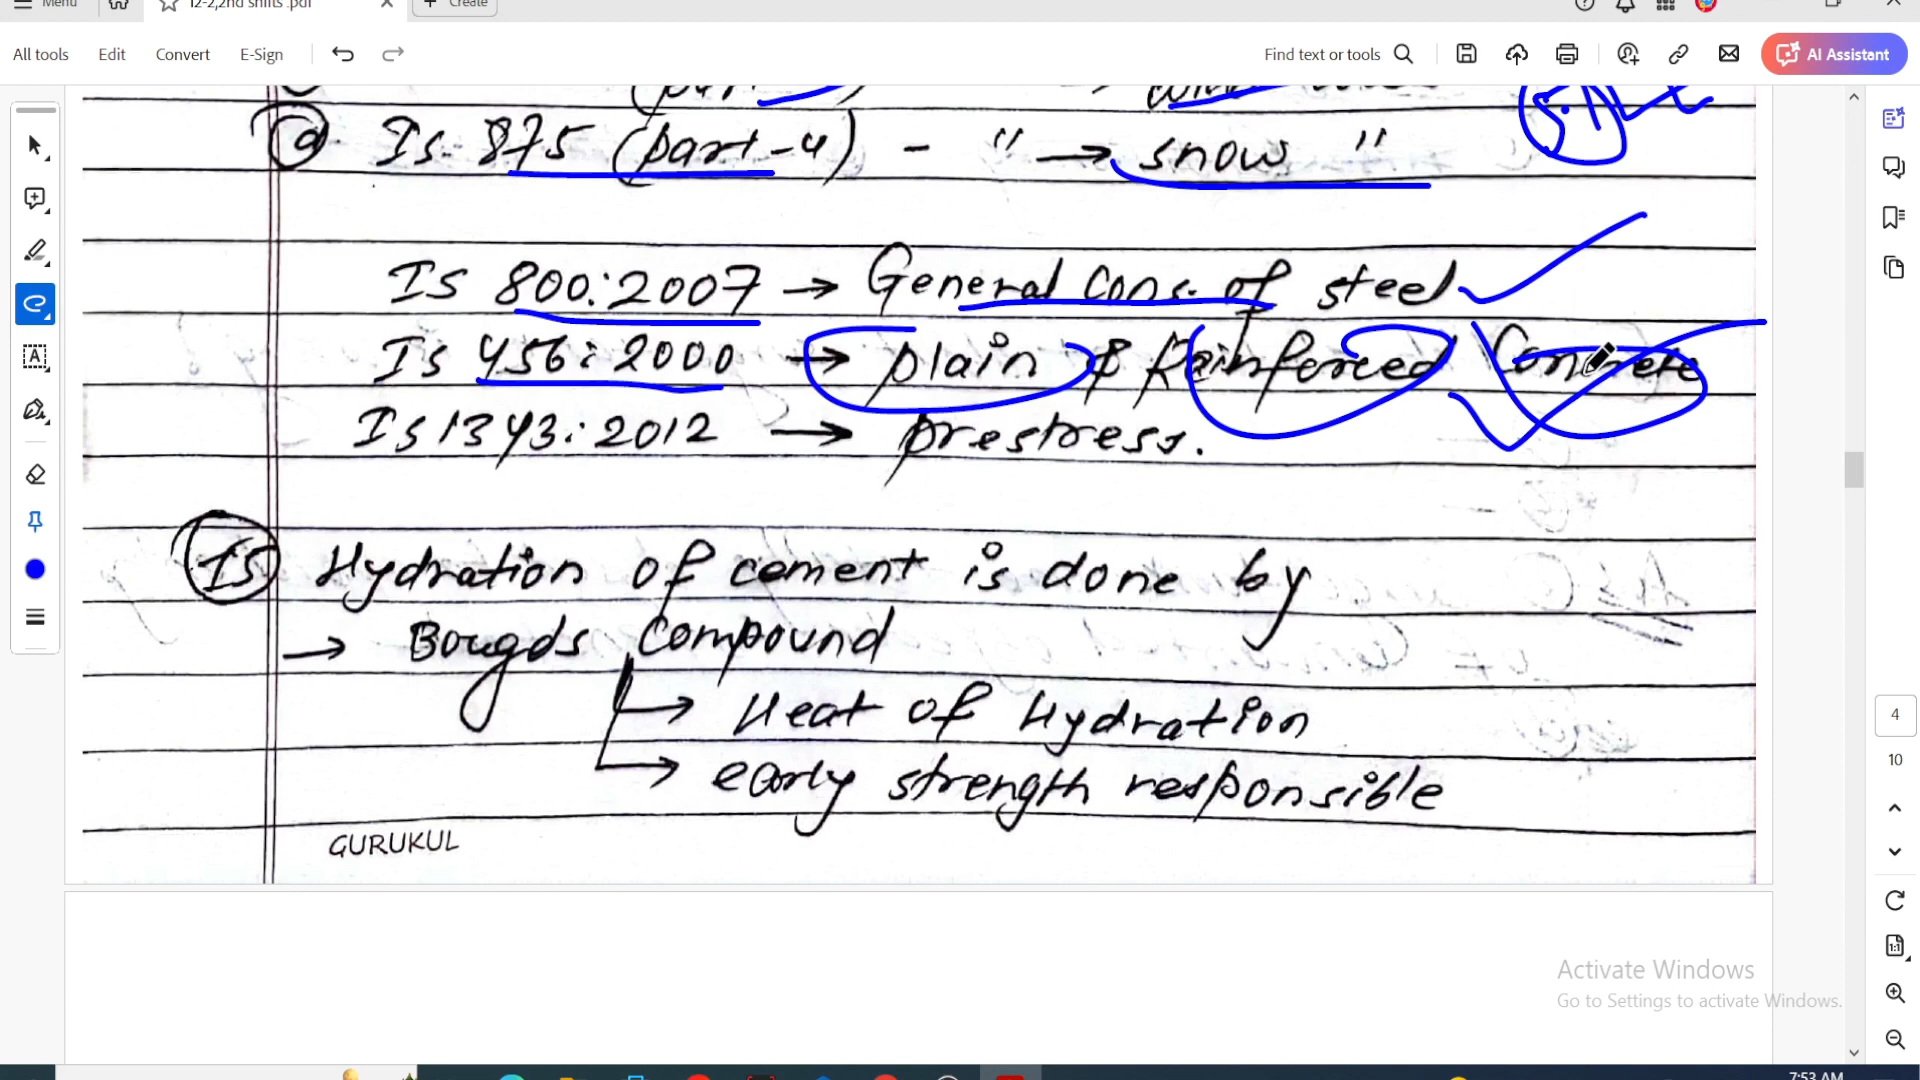 Menu
12-2,2nd shifts .pdf
Create
All tools Edit Convert E-Sign
Find text or tools
AI Assistant
d Is- 875 (part-4) - " → snow "
IS 800:2007 → General Cons. of steel
Is 456:2000 → plain & Reinforced Concrete
Is 1343:2012 → prestress.
15 Hydration of cement is done by
→ Bougds Compound
→ Heat of Hydration
→ early strength responsible
GURUKUL
4
10
Activate Windows
Go to Settings to activate Windows.
7:53 AM